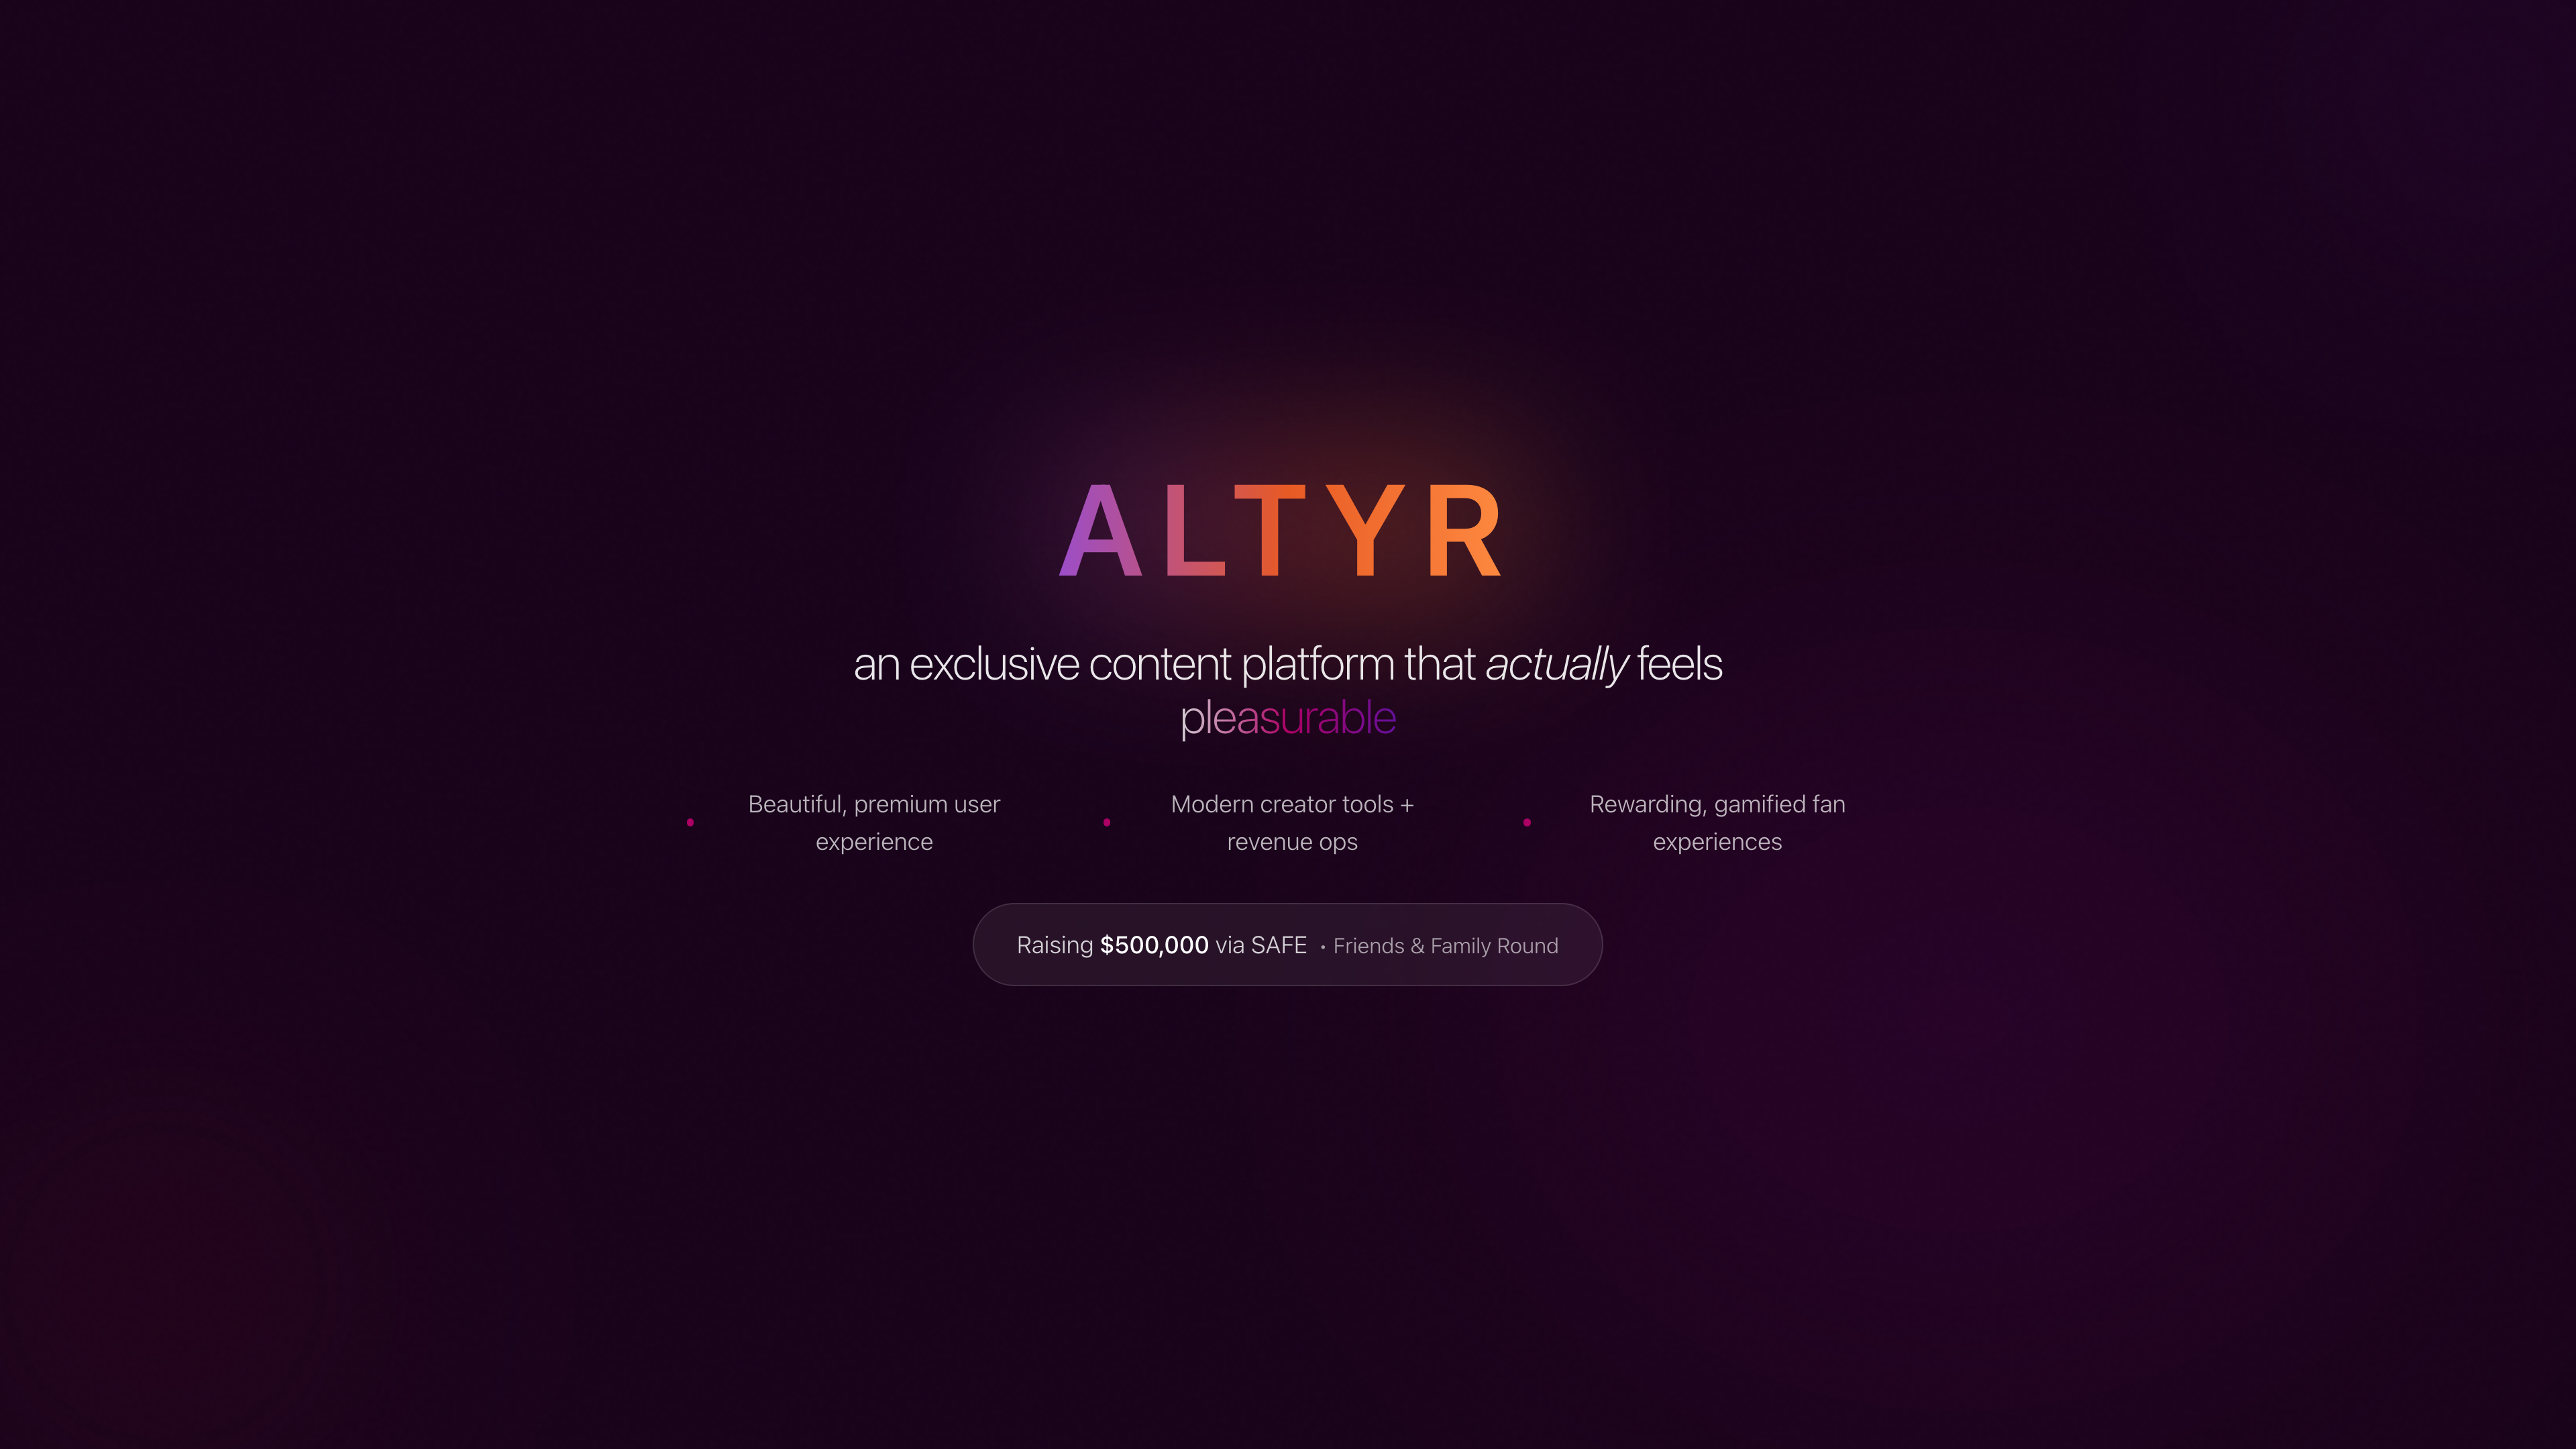 ALTYR
an exclusive content platform that actually feels
pleasurable
• Beautiful, premium user
experience
• Modern creator tools +
revenue ops
• Rewarding, gamified fan
experiences
Raising $500,000 via SAFE • Friends & Family Round